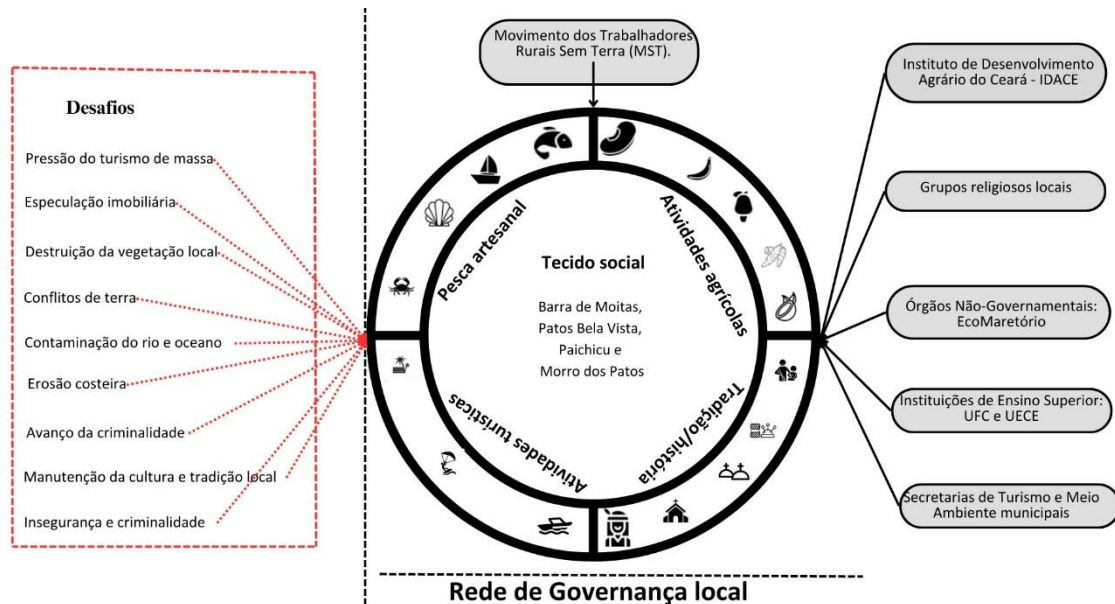 Desafios
Pressão do turismo de massa
Especulação imobiliária
Destruição da vegetação local
Conflitos de terra
Contaminação do rio e oceano
Erosão costeira
Avanço da criminalidade
Manutenção da cultura e tradição local
Insegurança e criminalidade
Movimento dos Trabalhadores
Rurais Sem Terra (MST).
Pesca artesanal
Atividades agrícolas
Tecido social
Barra de Moitas,
Patos Bela Vista,
Paichicu e
Morro dos Patos
Atividades turísticas
Tradição/história
Instituto de Desenvolvimento
Agrário do Ceará - IDACE
Grupos religiosos locais
Órgãos Não-Governamentais:
EcoMaretório
Instituições de Ensino Superior:
UFC e UECE
Secretarias de Turismo e Meio
Ambiente municipais
Rede de Governança local